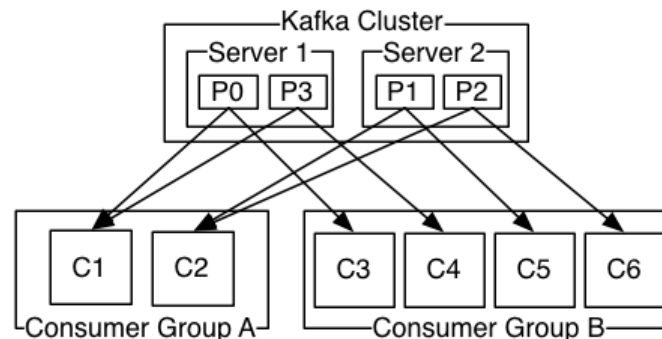 Kafka Cluster
Server 1
Server 2
P0
P3
P1
P2
C1
C2
C3
C4
C5
C6
Consumer Group A
Consumer Group B